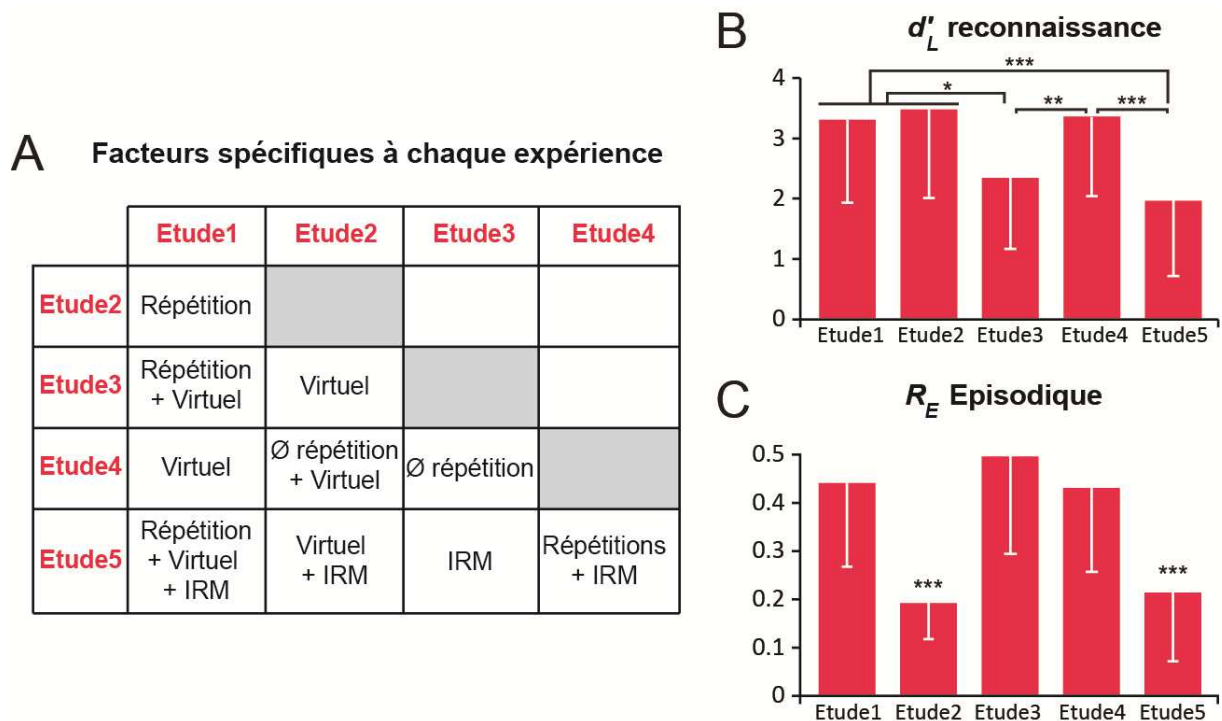 A
Facteurs spécifiques à chaque expérience
Etude1 Etude2 Etude3 Etude4
Etude2
Répétition
Etude3
Répétition
+ Virtuel
Virtuel
Etude4
Virtuel
Ø répétition
+ Virtuel
Ø répétition
Etude5
Répétition
+ Virtuel
+ IRM
Virtuel
+ IRM
IRM
Répétitions
+ IRM
B
d'L reconnaissance
***
*
**
***
4
3
2
1
0
Etude1 Etude2 Etude3 Etude4 Etude5
C
RE Episodique
0.5
0.4
0.3
0.2
0.1
0
***
***
Etude1 Etude2 Etude3 Etude4 Etude5